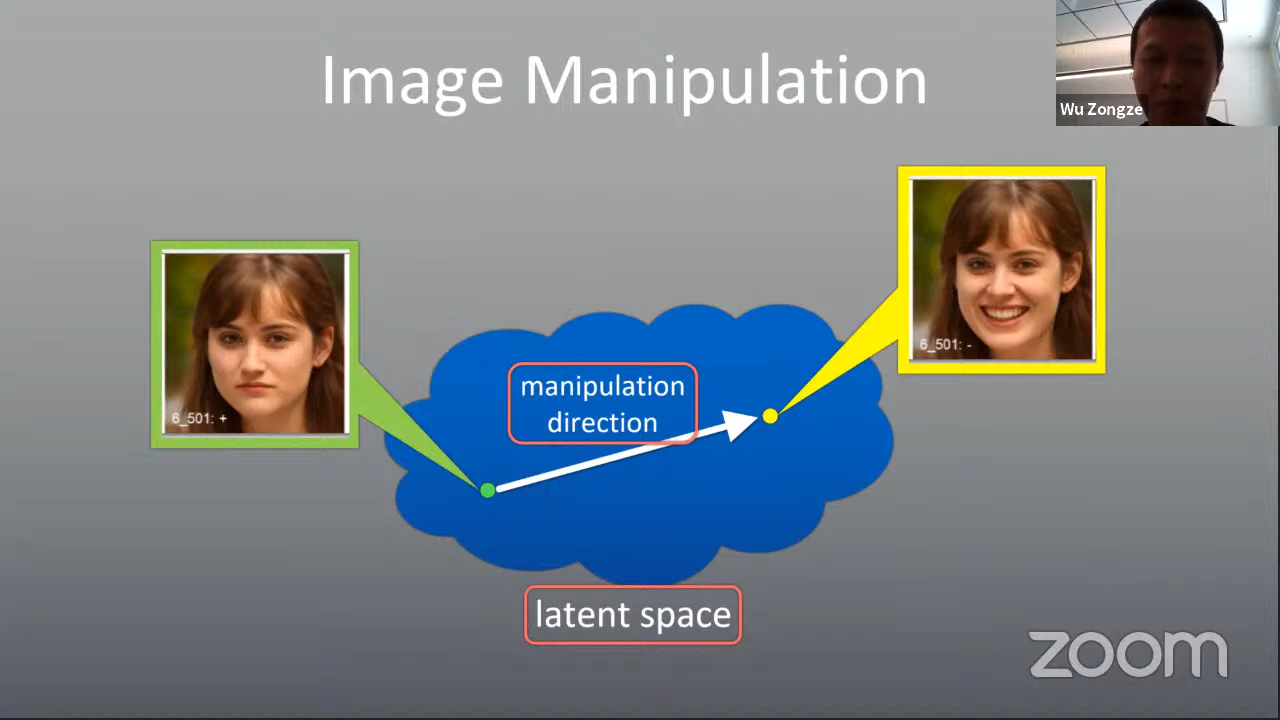 Image Manipulation
Wu Zongze
6_501: -
6_501: +
manipulation
direction
latent space
zoom